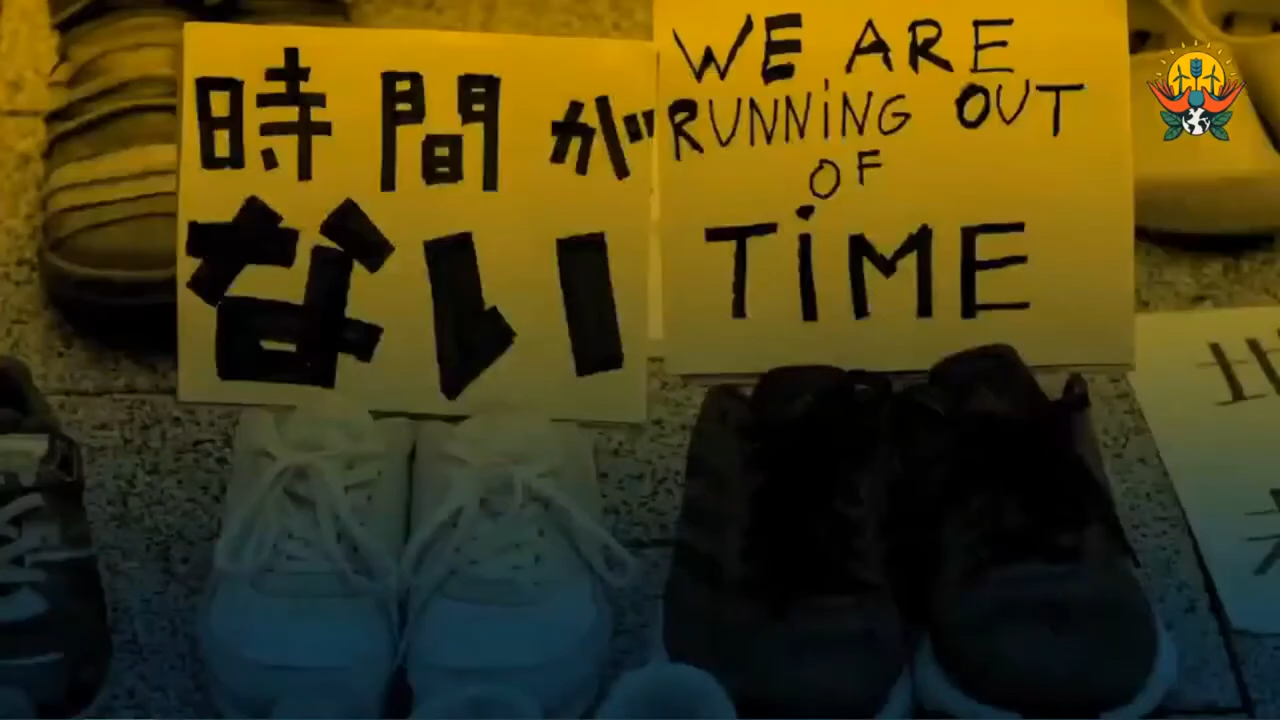 時間が
ない
WE ARE
RUNNING OUT
OF
TIME